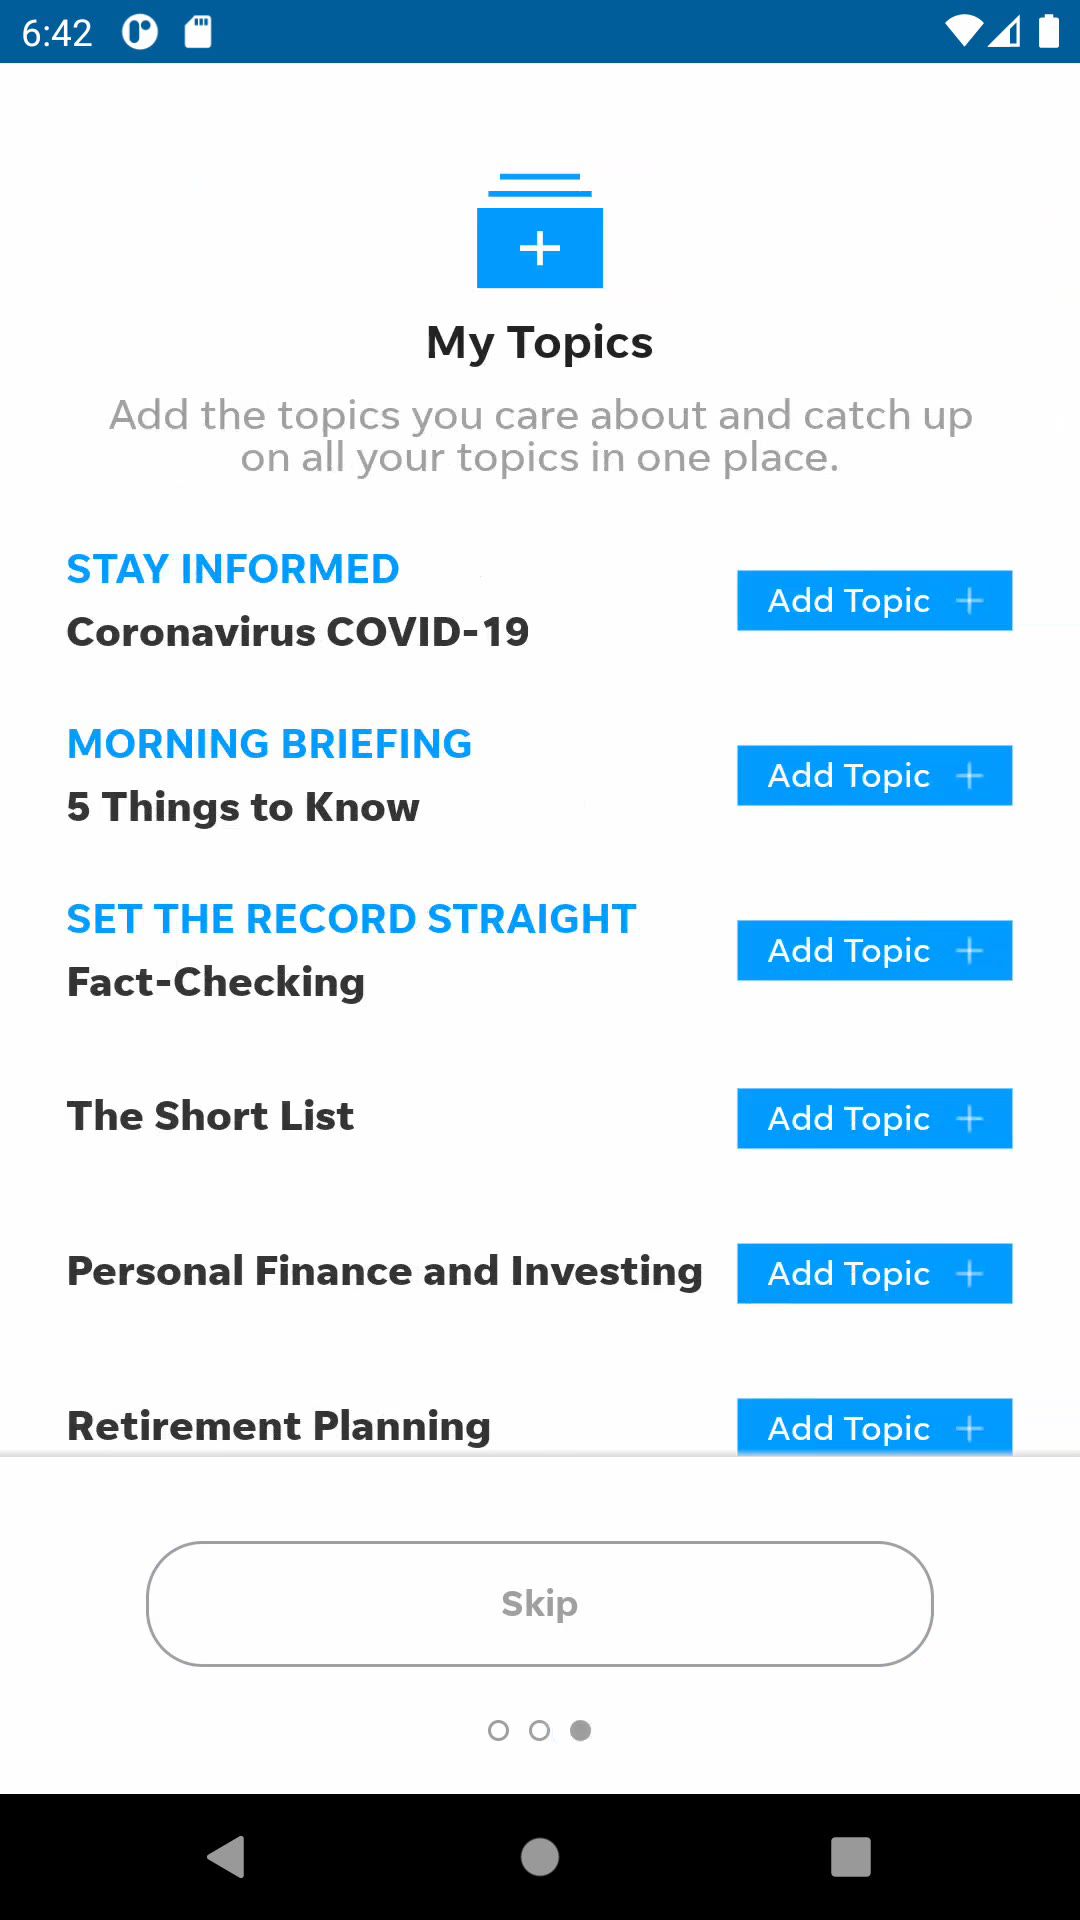 6:42
My Topics
Add the topics you care about and catch up
on all your topics in one place.
STAY INFORMED
Coronavirus COVID-19
Add Topic
MORNING BRIEFING
5 Things to Know
Add Topic
SET THE RECORD STRAIGHT
Fact-Checking
Add Topic
The Short List
Add Topic
Personal Finance and Investing
Add Topic
Retirement Planning
Add Topic
Skip